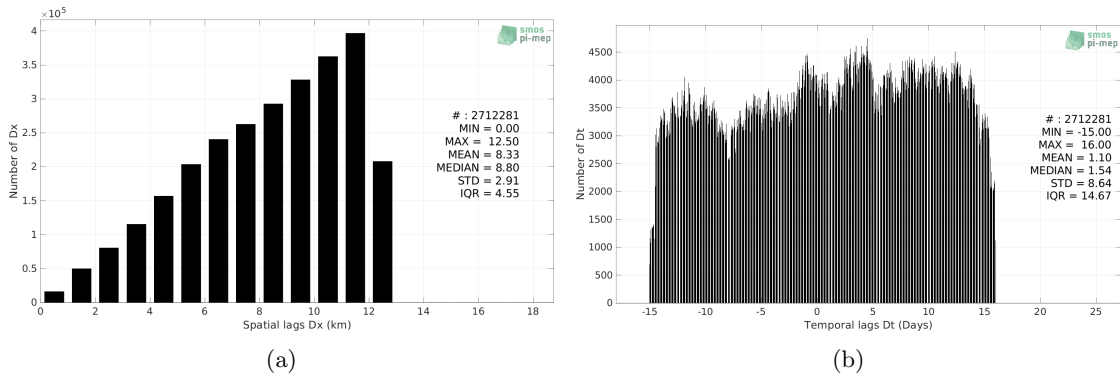 ×10⁵
4
3.5
3
2.5
2
1.5
1
0.5
0
Number of Dx
0 2 4 6 8 10 12 14 16 18
Spatial lags Dx (km)
smos
pi-mep
# : 2712281
MIN = 0.00
MAX = 12.50
MEAN = 8.33
MEDIAN = 8.80
STD = 2.91
IQR = 4.55
(a)
4500
4000
3500
3000
2500
2000
1500
1000
500
0
Number of Dt
-15 -10 -5 0 5 10 15 20 25
Temporal lags Dt (Days)
smos
pi-mep
# : 2712281
MIN = -15.00
MAX = 16.00
MEAN = 1.10
MEDIAN = 1.54
STD = 8.64
IQR = 14.67
(b)